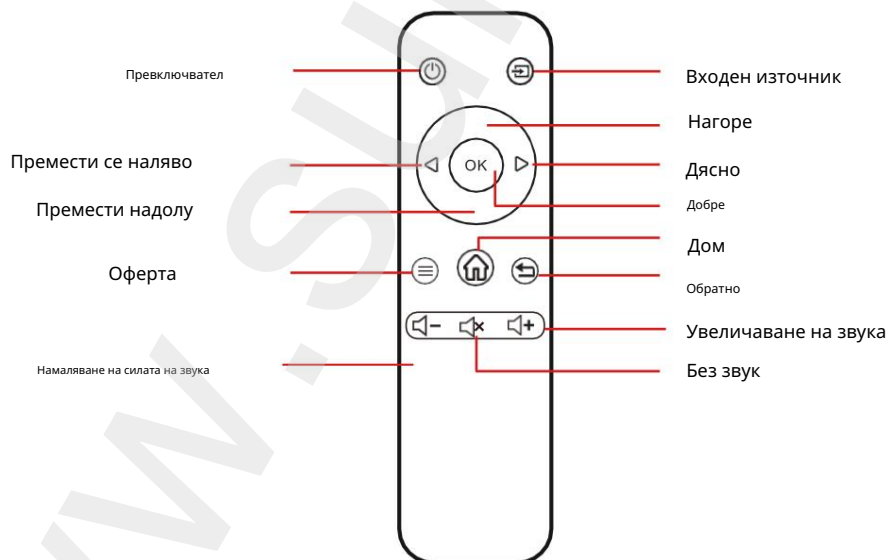 Превключвател
Входен източник
Нагоре
Премести се наляво
OK
Дясно
Премести надолу
Добре
Дом
Оферта
Обратно
Увеличаване на звука
Намаляване на силата на звука
Без звук